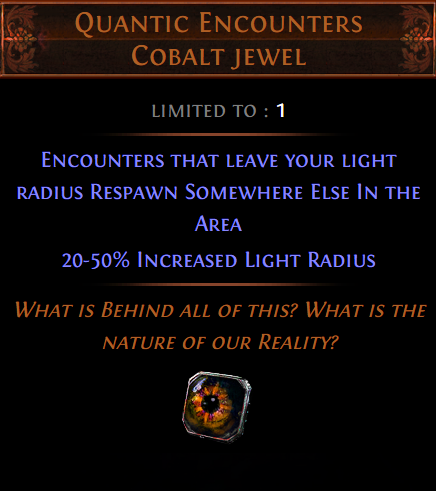 Quantic Encounters
Cobalt jewel
Limited to : 1
Encounters that leave your light
radius Respawn Somewhere Else In the
Area
20-50% Increased Light Radius
What is Behind all of this? What is the
nature of our Reality?